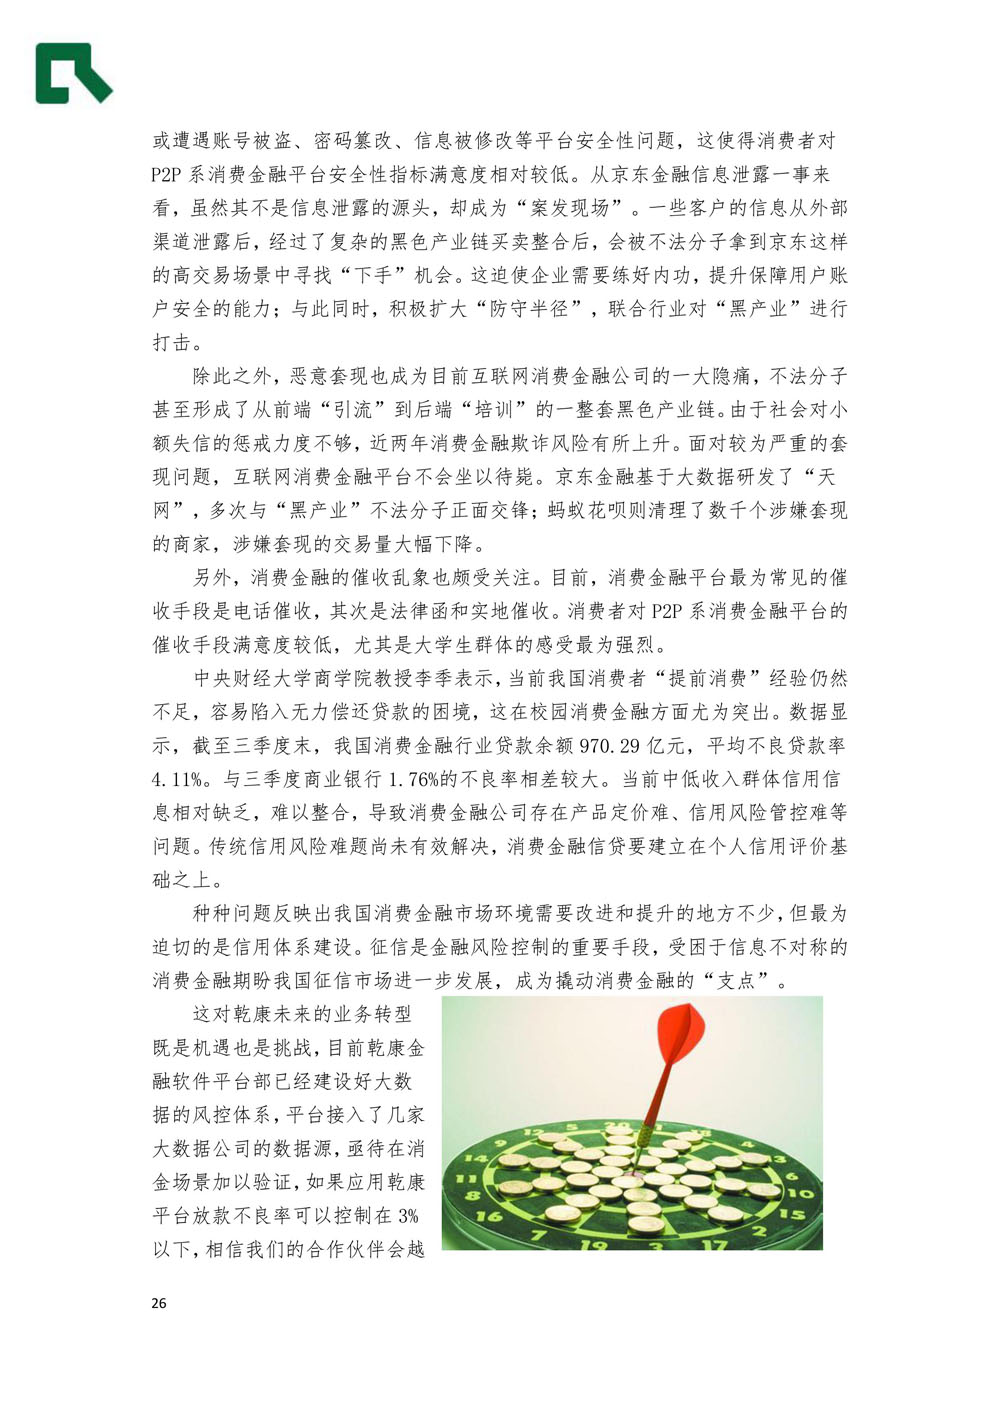 或遭遇账号被盗、密码篡改、信息被修改等平台安全性问题，这使得消费者对
P2P 系消费金融平台安全性指标满意度相对较低。从京东金融信息泄露一事来
看，虽然其不是信息泄露的源头，却成为“案发现场”。一些客户的信息从外部
渠道泄露后，经过了复杂的黑色产业链买卖整合后，会被不法分子拿到京东这样
的高交易场景中寻找“下手”机会。这迫使企业需要练好内功，提升保障用户账
户安全的能力；与此同时，积极扩大“防守半径”，联合行业对“黑产业”进行
打击。
除此之外，恶意套现也成为目前互联网消费金融公司的一大隐痛，不法分子
甚至形成了从前端“引流”到后端“培训”的一整套黑色产业链。由于社会对小
额失信的惩戒力度不够，近两年消费金融欺诈风险有所上升。面对较为严重的套
现问题，互联网消费金融平台不会坐以待毙。京东金融基于大数据研发了“天
网”，多次与“黑产业”不法分子正面交锋；蚂蚁花呗则清理了数千个涉嫌套现
的商家，涉嫌套现的交易量大幅下降。
另外，消费金融的催收乱象也颇受关注。目前，消费金融平台最为常见的催
收手段是电话催收，其次是法律函和实地催收。消费者对 P2P 系消费金融平台的
催收手段满意度较低，尤其是大学生群体的感受最为强烈。
中央财经大学商学院教授李季表示，当前我国消费者“提前消费”经验仍然
不足，容易陷入无力偿还贷款的困境，这在校园消费金融方面尤为突出。数据显
示，截至三季度末，我国消费金融行业贷款余额 970.29 亿元，平均不良贷款率
4.11%。与三季度商业银行 1.76%的不良率相差较大。当前中低收入群体信用信
息相对缺乏，难以整合，导致消费金融公司存在产品定价难、信用风险管控难等
问题。传统信用风险难题尚未有效解决，消费金融信贷要建立在个人信用评价基
础之上。
种种问题反映出我国消费金融市场环境需要改进和提升的地方不少，但最为
迫切的是信用体系建设。征信是金融风险控制的重要手段，受困于信息不对称的
消费金融期盼我国征信市场进一步发展，成为撬动消费金融的“支点”。
这对乾康未来的业务转型
既是机遇也是挑战，目前乾康金
融软件平台部已经建设好大数
据的风控体系，平台接入了几家
大数据公司的数据源，亟待在消
金场景加以验证，如果应用乾康
平台放款不良率可以控制在 3%
以下，相信我们的合作伙伴会越
12 5 20 1 18 4
9 13
14 6
11 10
8 15
16
7 19 3 17 2
26